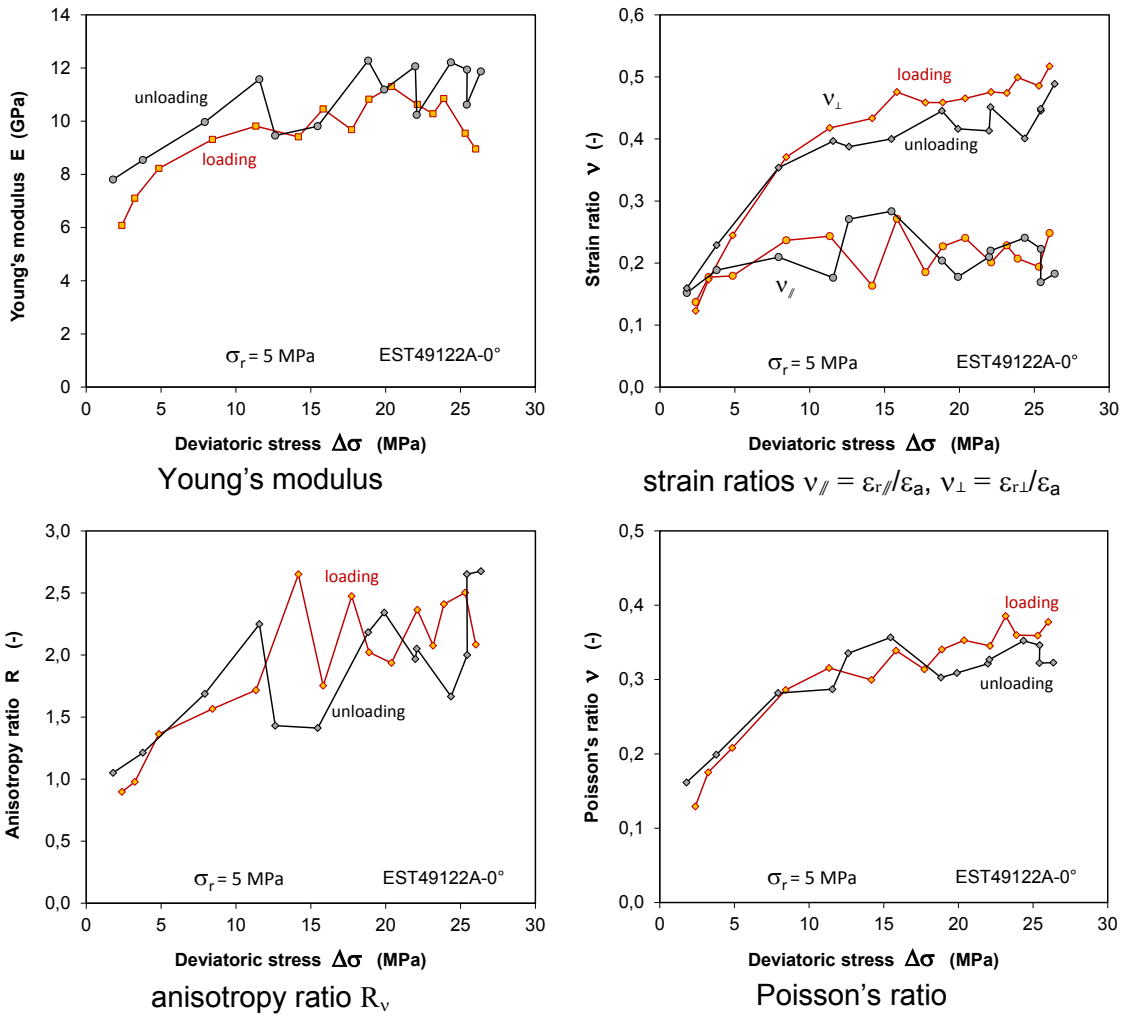 Young's modulus E (GPa)
14
12
10
8
6
4
2
0
unloading
loading
σr = 5 MPa EST49122A-0°
0 5 10 15 20 25 30
Deviatoric stress Δσ (MPa)
Young's modulus
Strain ratio ν (-)
0,6
0,5
0,4
0,3
0,2
0,1
0,0
loading
ν⊥
unloading
ν∥
σr = 5 MPa EST49122A-0°
0 5 10 15 20 25 30
Deviatoric stress Δσ (MPa)
strain ratios ν∥ = εr∥/εa, ν⊥ = εr⊥/εa
Anisotropy ratio R (-)
3,0
2,5
2,0
1,5
1,0
0,5
0,0
loading
unloading
σr = 5 MPa EST49122A-0°
0 5 10 15 20 25 30
Deviatoric stress Δσ (MPa)
anisotropy ratio Rν
Poisson's ratio ν (-)
0,5
0,4
0,3
0,2
0,1
0,0
loading
unloading
σr = 5 MPa EST49122A-0°
0 5 10 15 20 25 30
Deviatoric stress Δσ (MPa)
Poisson's ratio